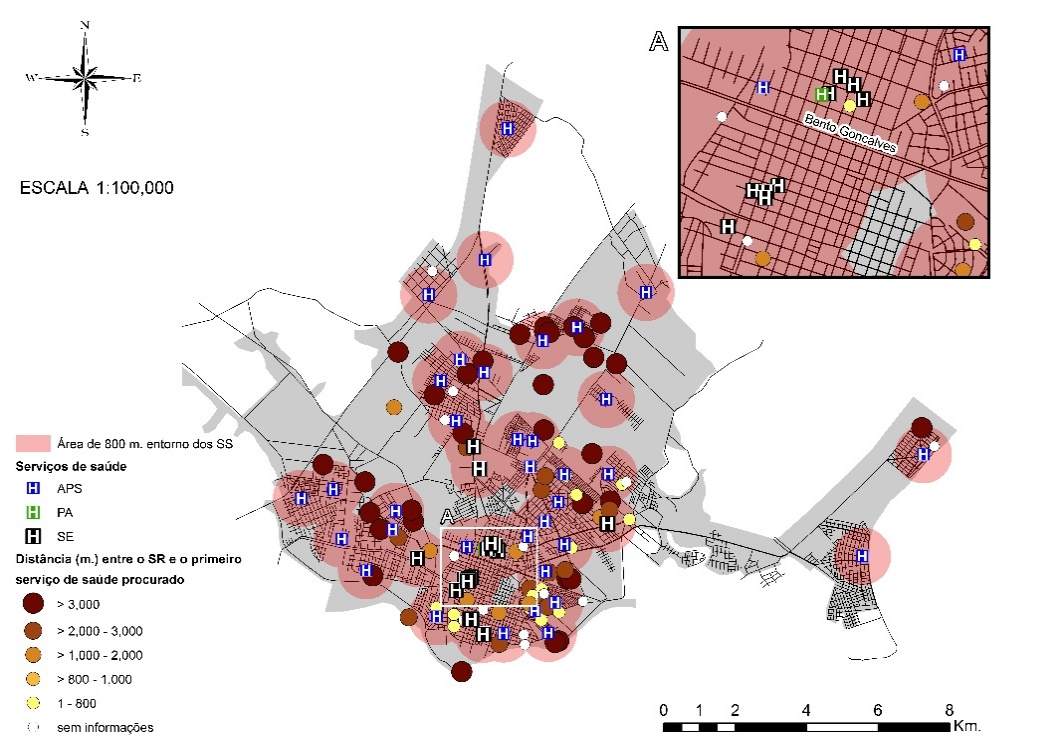 N
W
E
S
ESCALA 1:100,000
A
Bento Goncalves
A
Área de 800 m. entorno dos SS
Serviços de saúde
H APS
H PA
H SE
Distância (m.) entre o SR e o primeiro
serviço de saúde procurado
> 3,000
> 2,000 - 3,000
> 1,000 - 2,000
> 800 - 1,000
1 - 800
sem informações
0 1 2 4 6 8
Km.